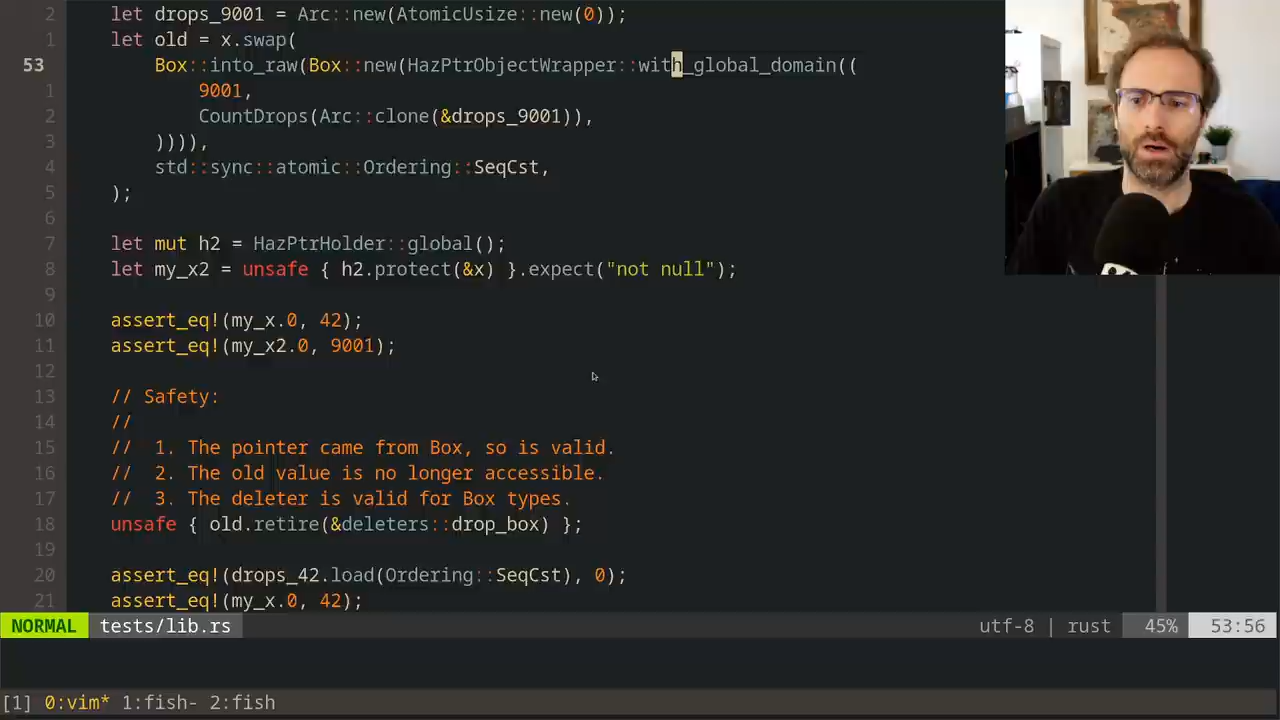 2 let drops_9001 = Arc::new(AtomicUsize::new(0));
1 let old = x.swap(
53 Box::into_raw(Box::new(HazPtrObjectWrapper::with_global_domain((
1 9001,
2 CountDrops(Arc::clone(&drops_9001)),
3 )))),
4 std::sync::atomic::Ordering::SeqCst,
5 );
6
7 let mut h2 = HazPtrHolder::global();
8 let my_x2 = unsafe { h2.protect(&x) }.expect("not null");
9
10 assert_eq!(my_x.0, 42);
11 assert_eq!(my_x2.0, 9001);
12
13 // Safety:
14 //
15 //  1. The pointer came from Box, so is valid.
16 //  2. The old value is no longer accessible.
17 //  3. The deleter is valid for Box types.
18 unsafe { old.retire(&deleters::drop_box) };
19
20 assert_eq!(drops_42.load(Ordering::SeqCst), 0);
21 assert_eq!(my_x.0, 42);
NORMAL tests/lib.rs utf-8 | rust 45% 53:56
[1] 0:vim* 1:fish- 2:fish